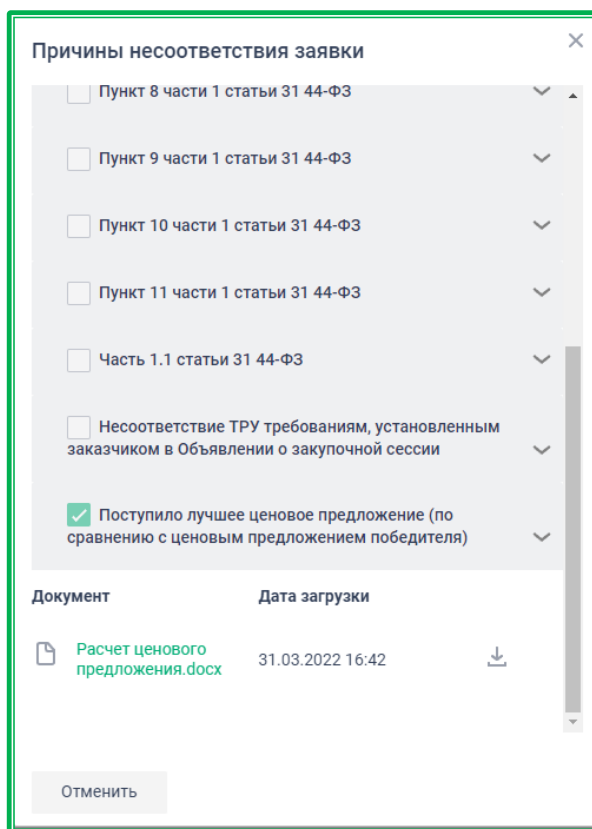 Причины несоответствия заявки
Пункт 8 части 1 статьи 31 44-ФЗ
Пункт 9 части 1 статьи 31 44-ФЗ
Пункт 10 части 1 статьи 31 44-ФЗ
Пункт 11 части 1 статьи 31 44-ФЗ
Часть 1.1 статьи 31 44-ФЗ
Несоответствие ТРУ требованиям, установленным
заказчиком в Объявлении о закупочной сессии
Поступило лучшее ценовое предложение (по
сравнению с ценовым предложением победителя)
Документ Дата загрузки
Расчет ценового
предложения.docx 31.03.2022 16:42
Отменить